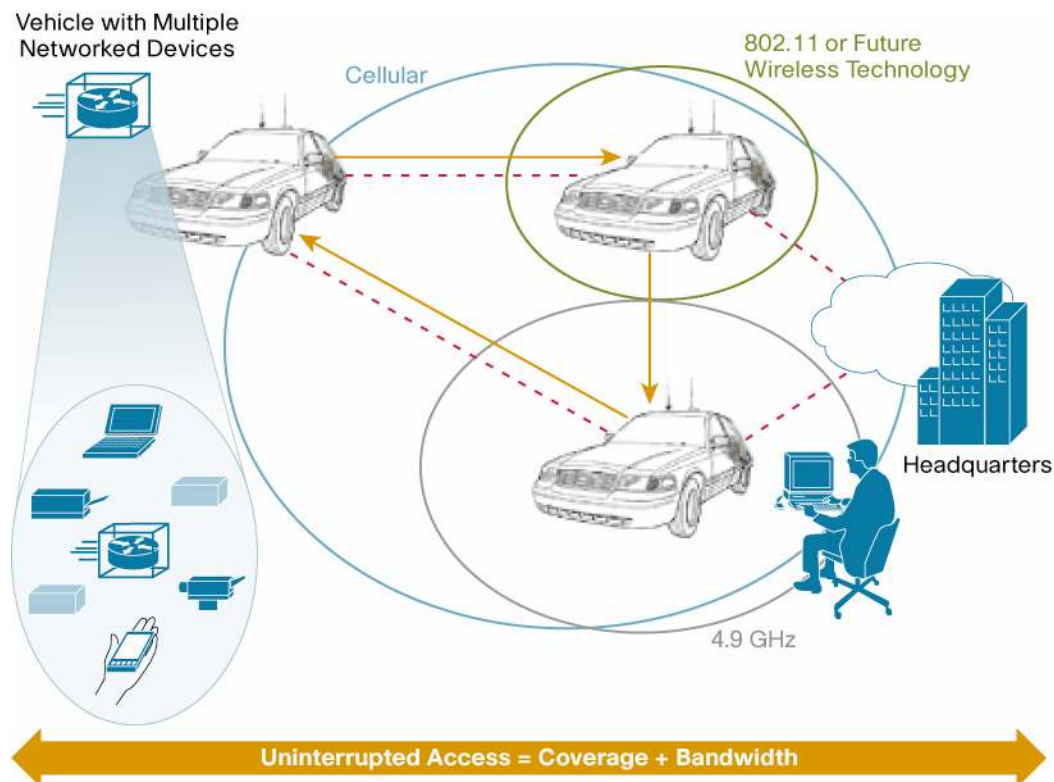 Vehicle with Multiple
Networked Devices
Cellular
802.11 or Future
Wireless Technology
Headquarters
4.9 GHz
Uninterrupted Access = Coverage + Bandwidth